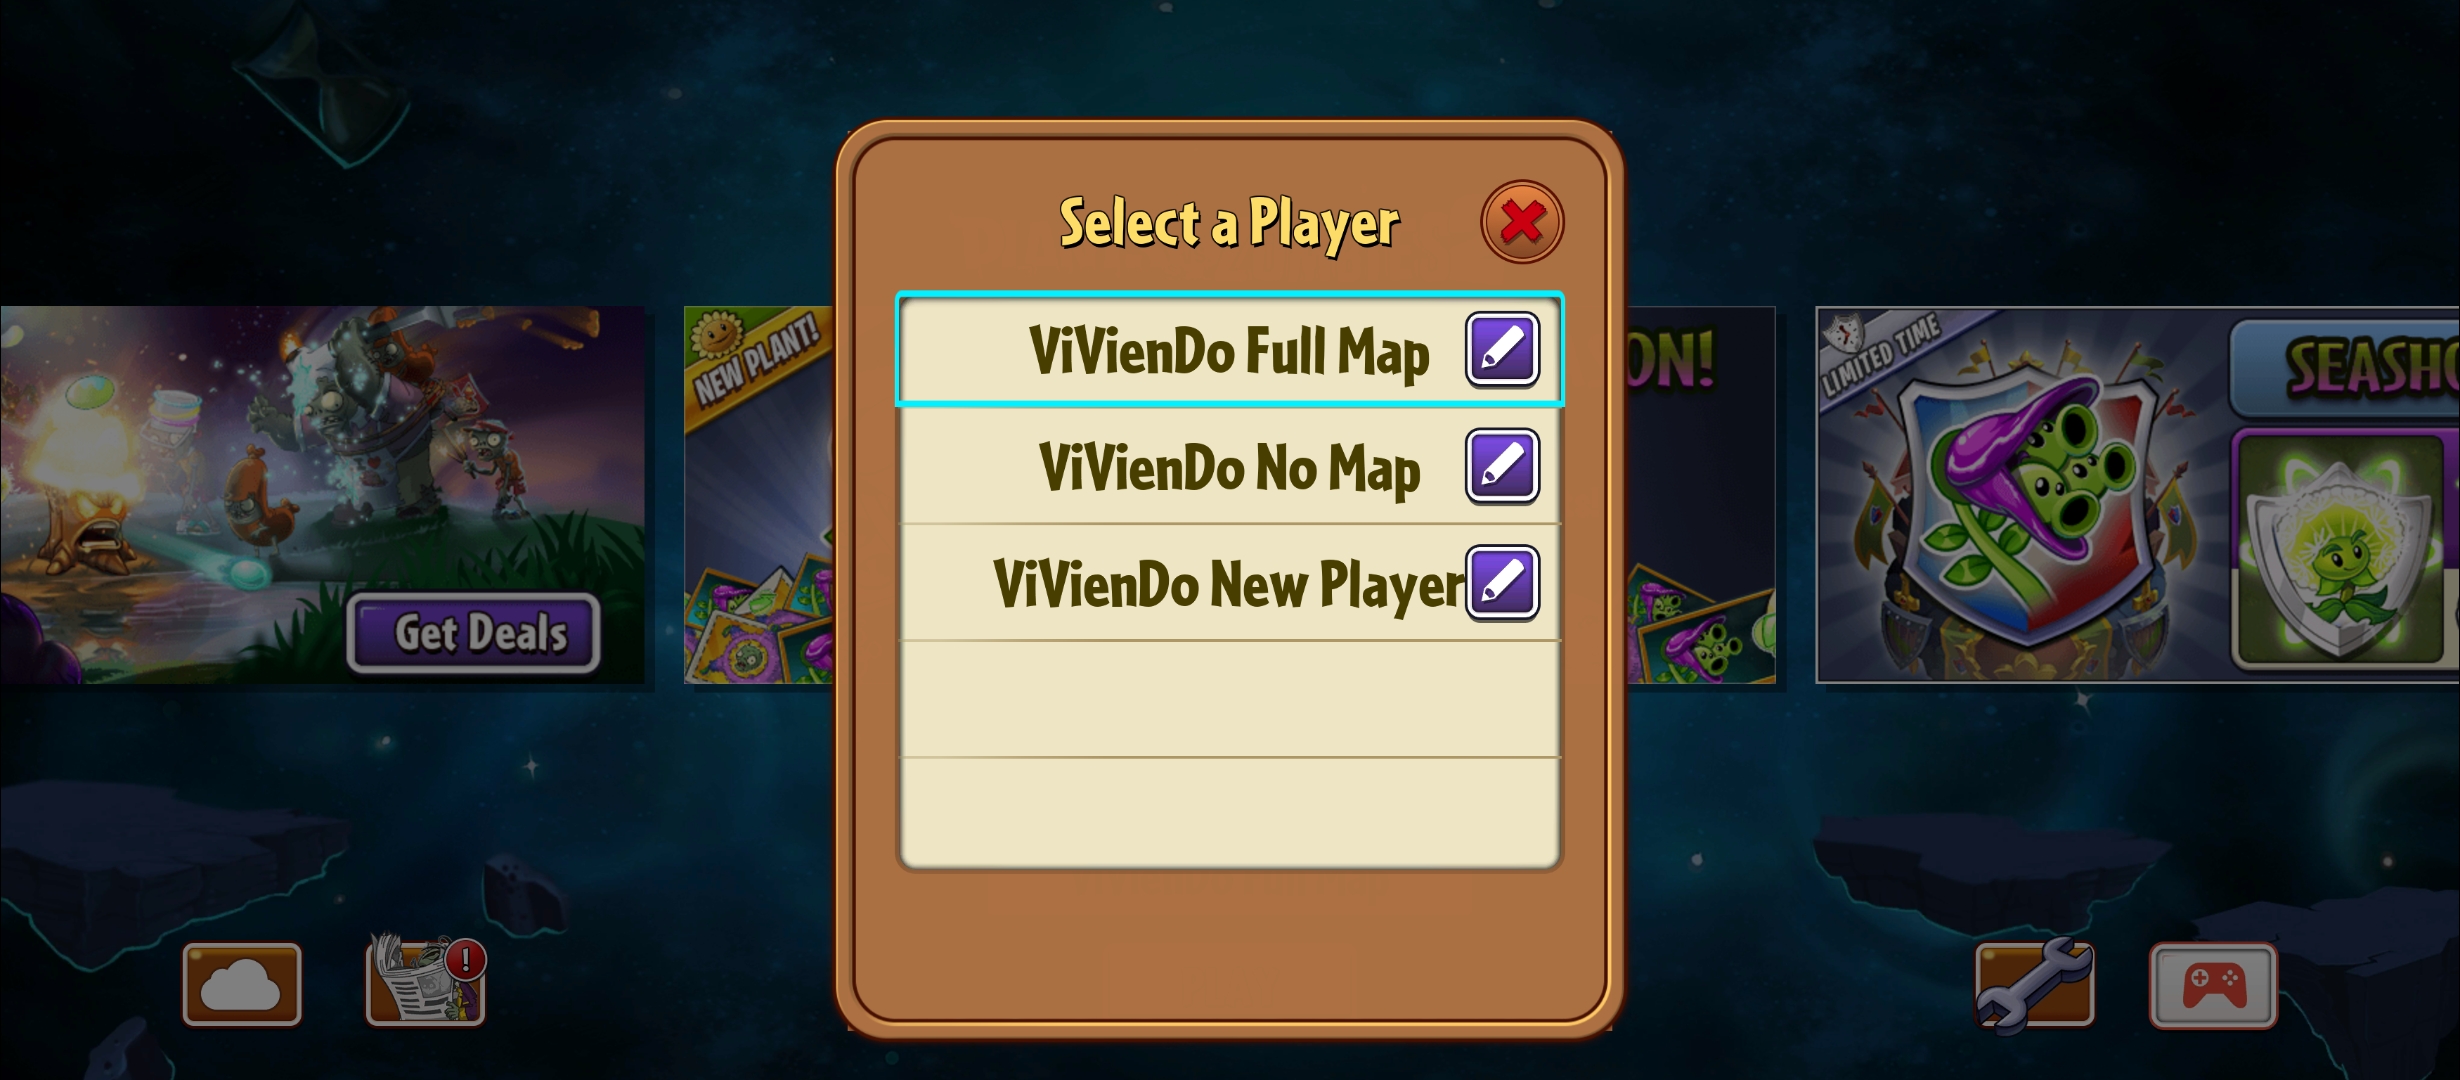 Select a Player
ViVienDo Full Map
ViVienDo No Map
ViVienDo New Player
NEW PLANT!
ON!
LIMITED TIME
SEASHO
Get Deals
!